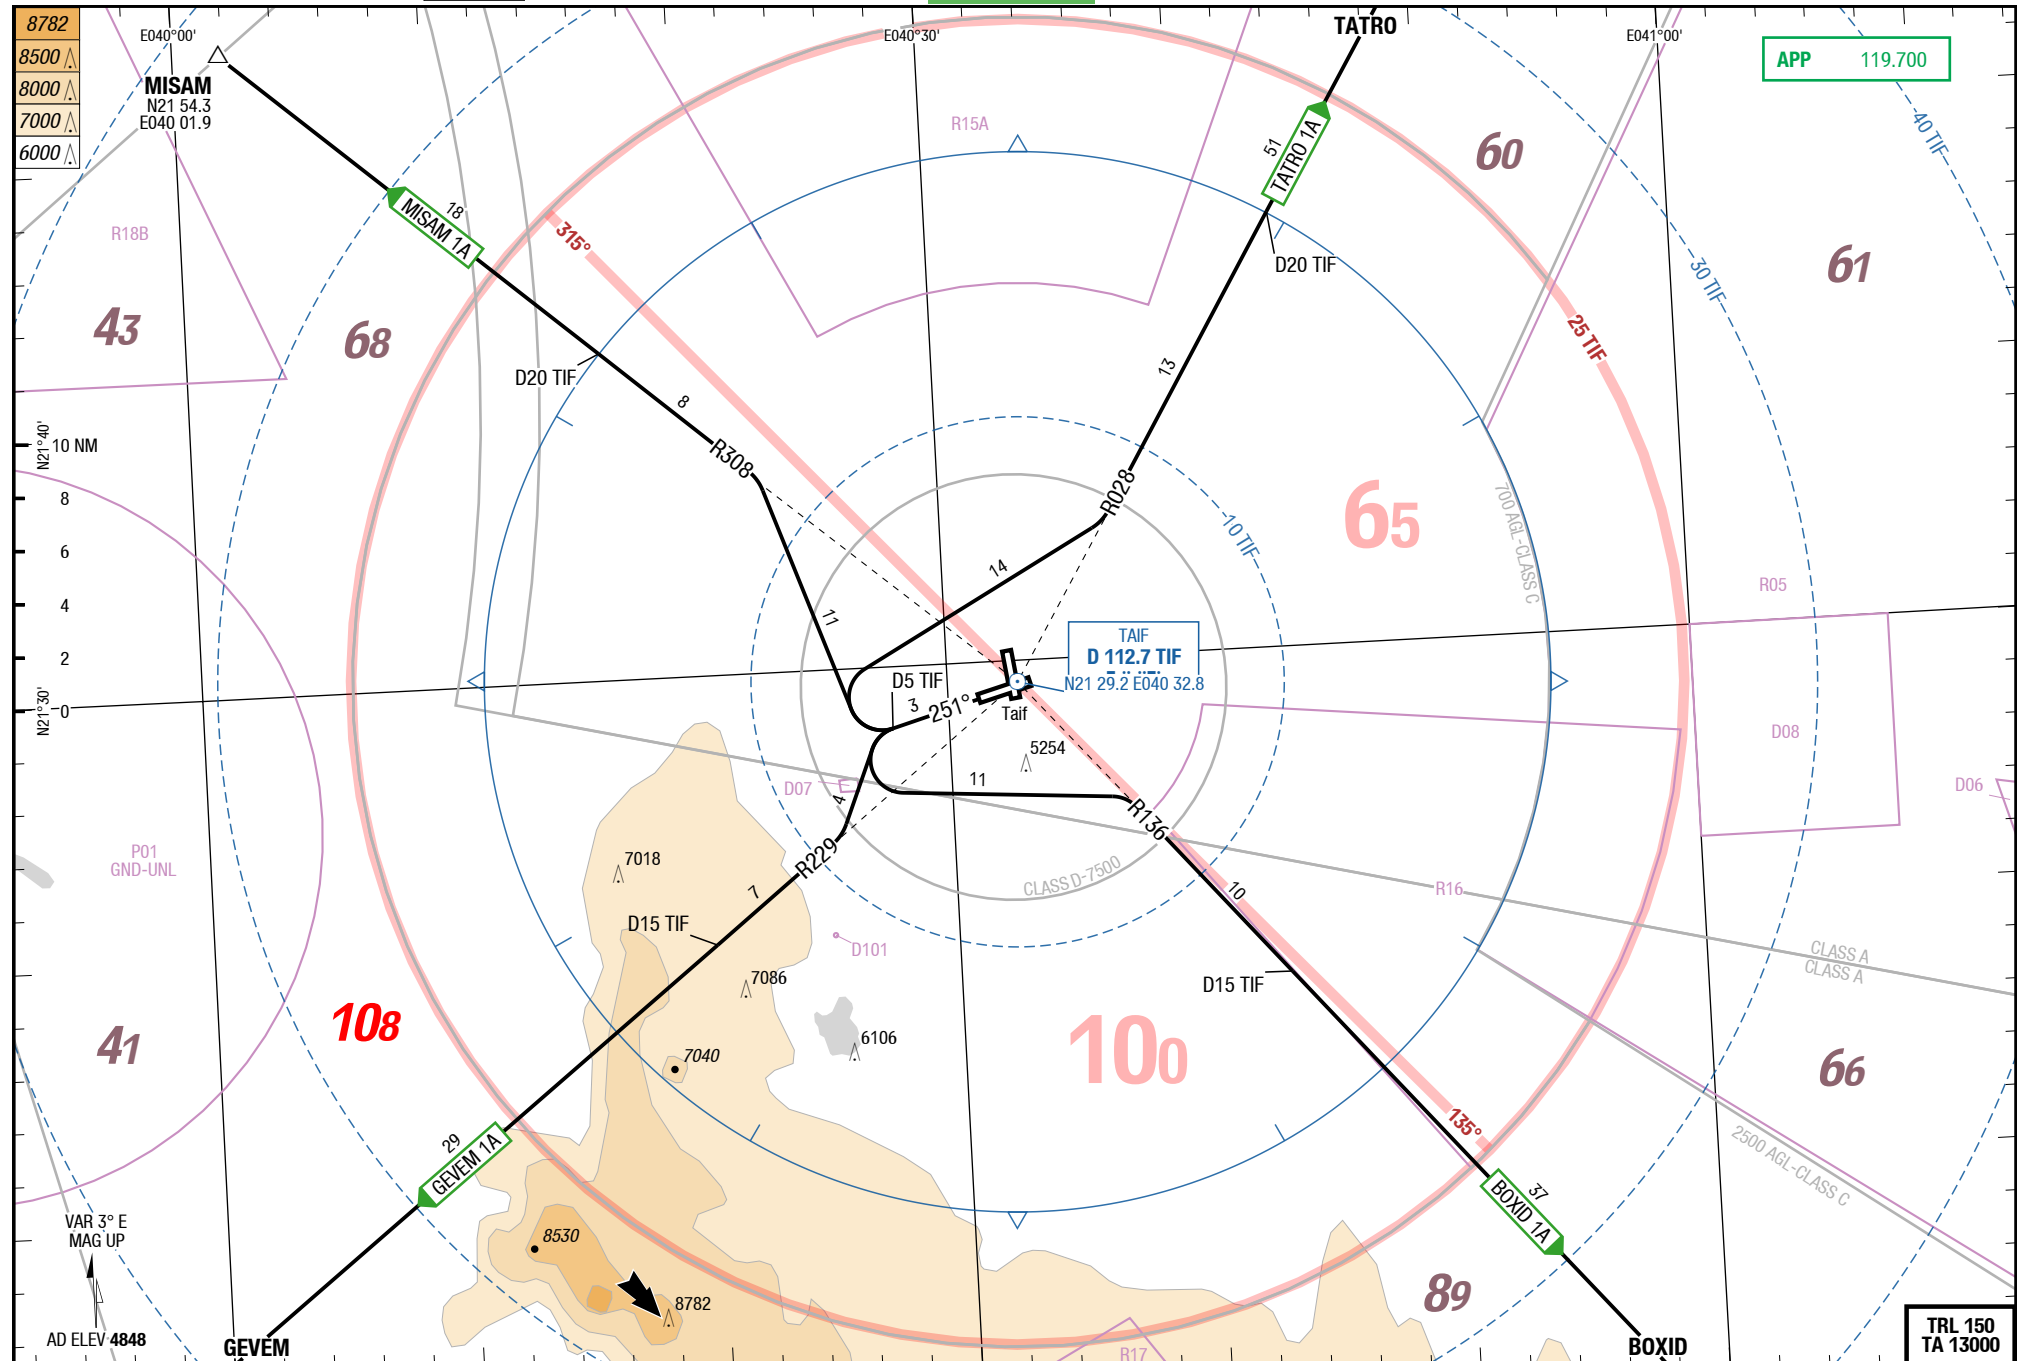 8782
8500
8000
7000
6000
E040°00'
E040°30'
E041°00'
TATRO
APP 119.700
MISAM
N21 54.3
E040 01.9
R15A
60
40 TIF
51
TATRO 1A
18
MISAM 1A
R18B
315°
D20 TIF
61
30 TIF
43
68
25 TIF
D20 TIF
13
8
N21°40'
10 NM
R308
R028
65
700 AGL-CLASS C
10 TIF
8
6
4
2
0
N21°30'
14
11
R05
TAIF
D 112.7 TIF
N21 29.2 E040 32.8
D5 TIF
3
251°
Taif
5254
D08
D07
4
11
D06
R136
P01
GND-UNL
7018
R229
CLASS D-7500
7
10
R16
D15 TIF
D101
CLASS A
CLASS A
7086
D15 TIF
108
41
6106
7040
100
66
135°
2500 AGL-CLASS C
29
GEVEM 1A
37
BOXID 1A
VAR 3° E
MAG UP
8530
8782
89
AD ELEV 4848
GEVEM
R17
BOXID
TRL 150
TA 13000